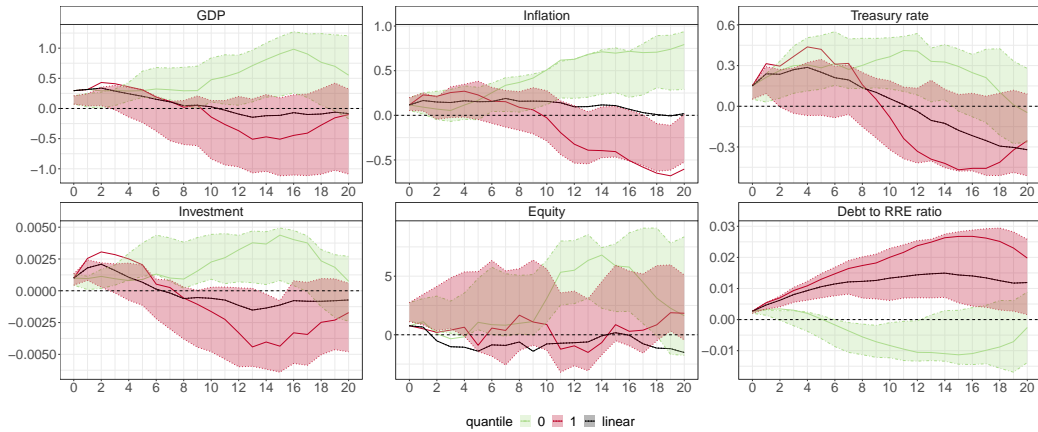 GDP
Inflation
Treasury rate
1.0
0.5
0.0
−0.5
−1.0
0 2 4 6 8 10 12 14 16 18 20
1.0
0.5
0.0
−0.5
0 2 4 6 8 10 12 14 16 18 20
0.6
0.3
0.0
−0.3
0 2 4 6 8 10 12 14 16 18 20
Investment
Equity
Debt to RRE ratio
0.0050
0.0025
0.0000
−0.0025
−0.0050
0 2 4 6 8 10 12 14 16 18 20
5
0
0 2 4 6 8 10 12 14 16 18 20
0.03
0.02
0.01
0.00
−0.01
0 2 4 6 8 10 12 14 16 18 20
quantile 0 1 linear